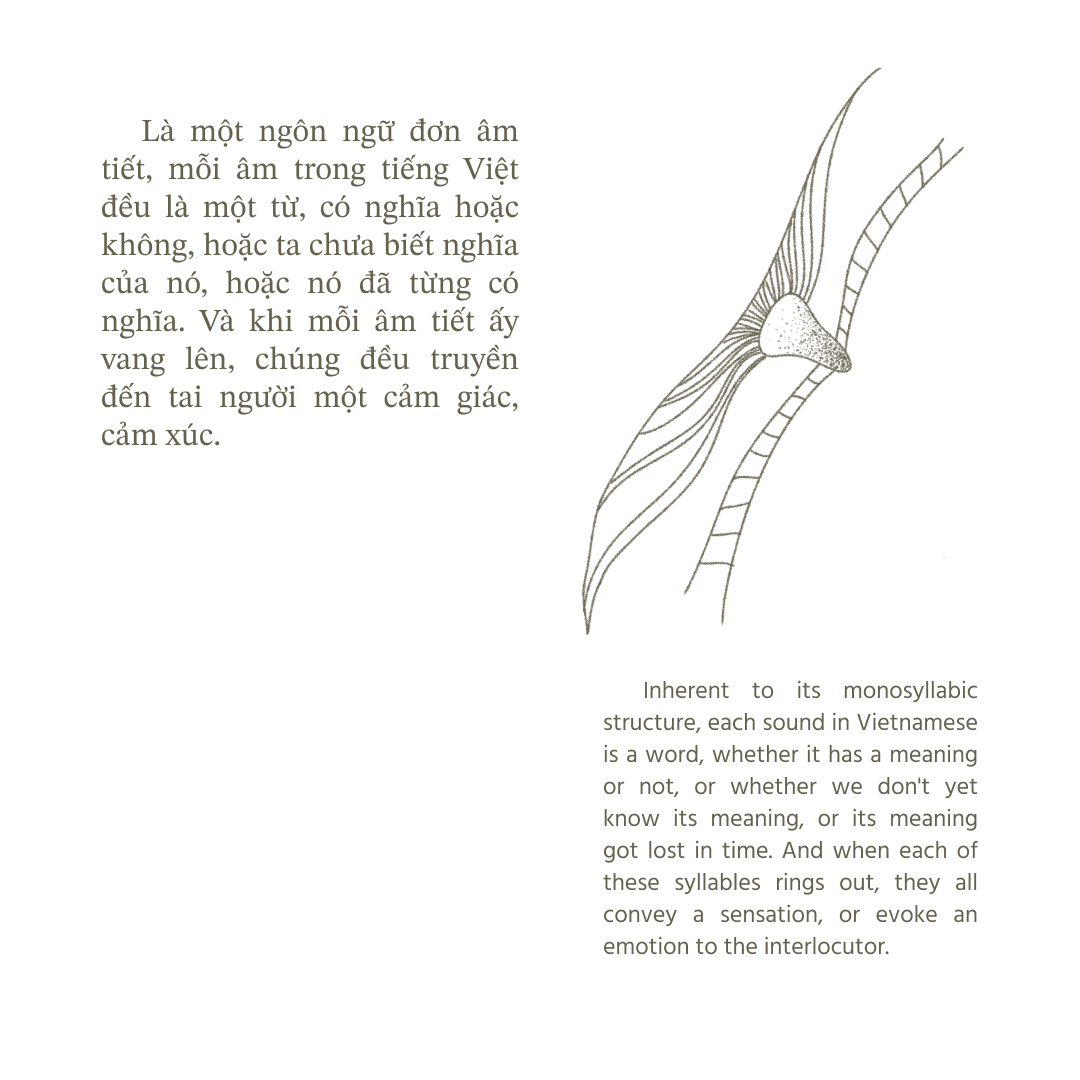 Là một ngôn ngữ đơn âm
tiết, mỗi âm trong tiếng Việt
đều là một từ, có nghĩa hoặc
không, hoặc ta chưa biết nghĩa
của nó, hoặc nó đã từng có
nghĩa. Và khi mỗi âm tiết ấy
vang lên, chúng đều truyền
đến tai người một cảm giác,
cảm xúc.
Inherent to its monosyllabic
structure, each sound in Vietnamese
is a word, whether it has a meaning
or not, or whether we don't yet
know its meaning, or its meaning
got lost in time. And when each of
these syllables rings out, they all
convey a sensation, or evoke an
emotion to the interlocutor.